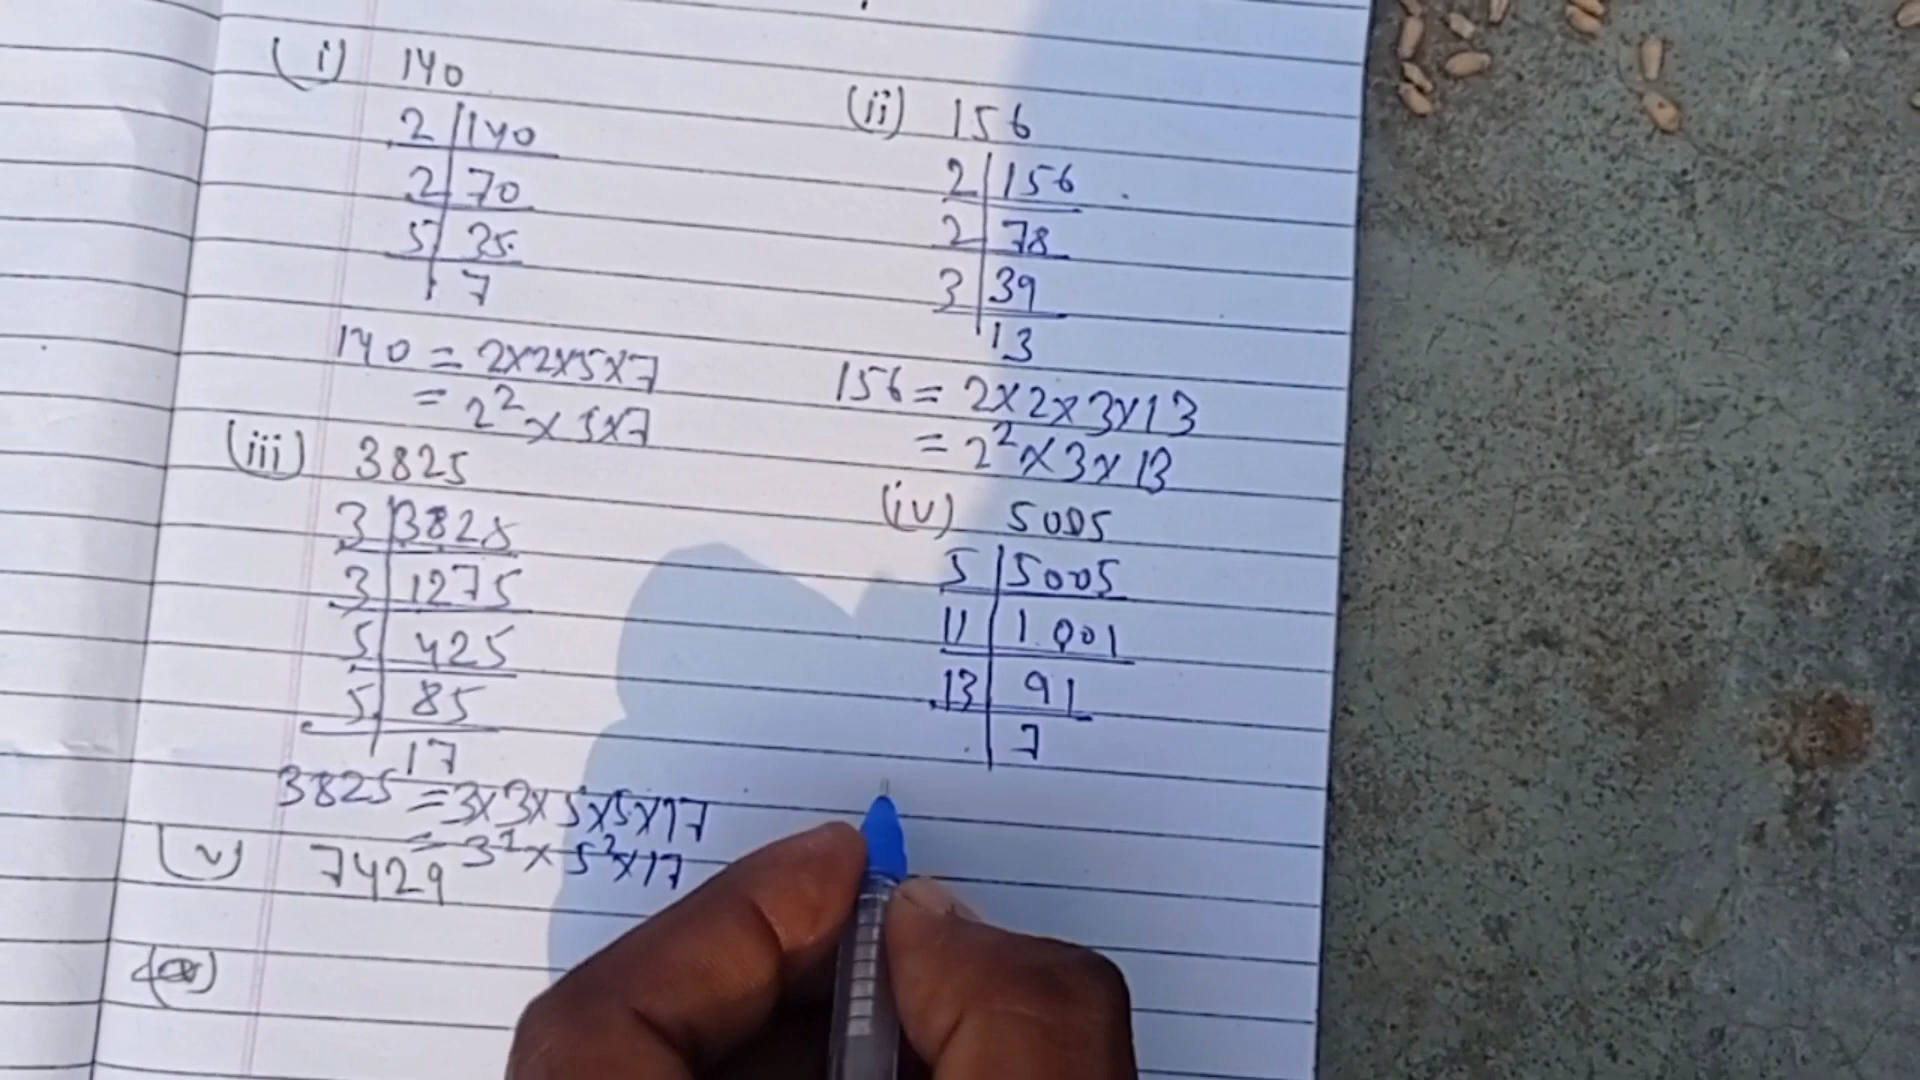 (i) 140
2 | 140
2 | 70
5 | 35
7
140 = 2×2×5×7
= 2² × 5×7
(ii) 156
2 | 156
2 | 78
3 | 39
13
156 = 2×2×3×13
= 2²×3×13
(iii) 3825
3 | 3825
3 | 1275
5 | 425
5 | 85
17
3825 = 3×3×5×5×17
= 3²×5²×17
(iv) 5005
5 | 5005
11 | 1001
13 | 91
7
(v) 7429